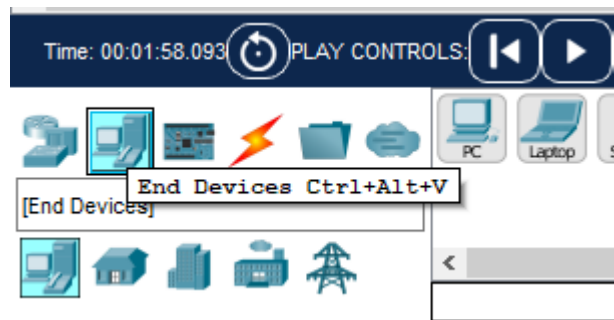 Time: 00:01:58.093 PLAY CONTROLS:
PC Laptop
End Devices Ctrl+Alt+V
[End Devices]